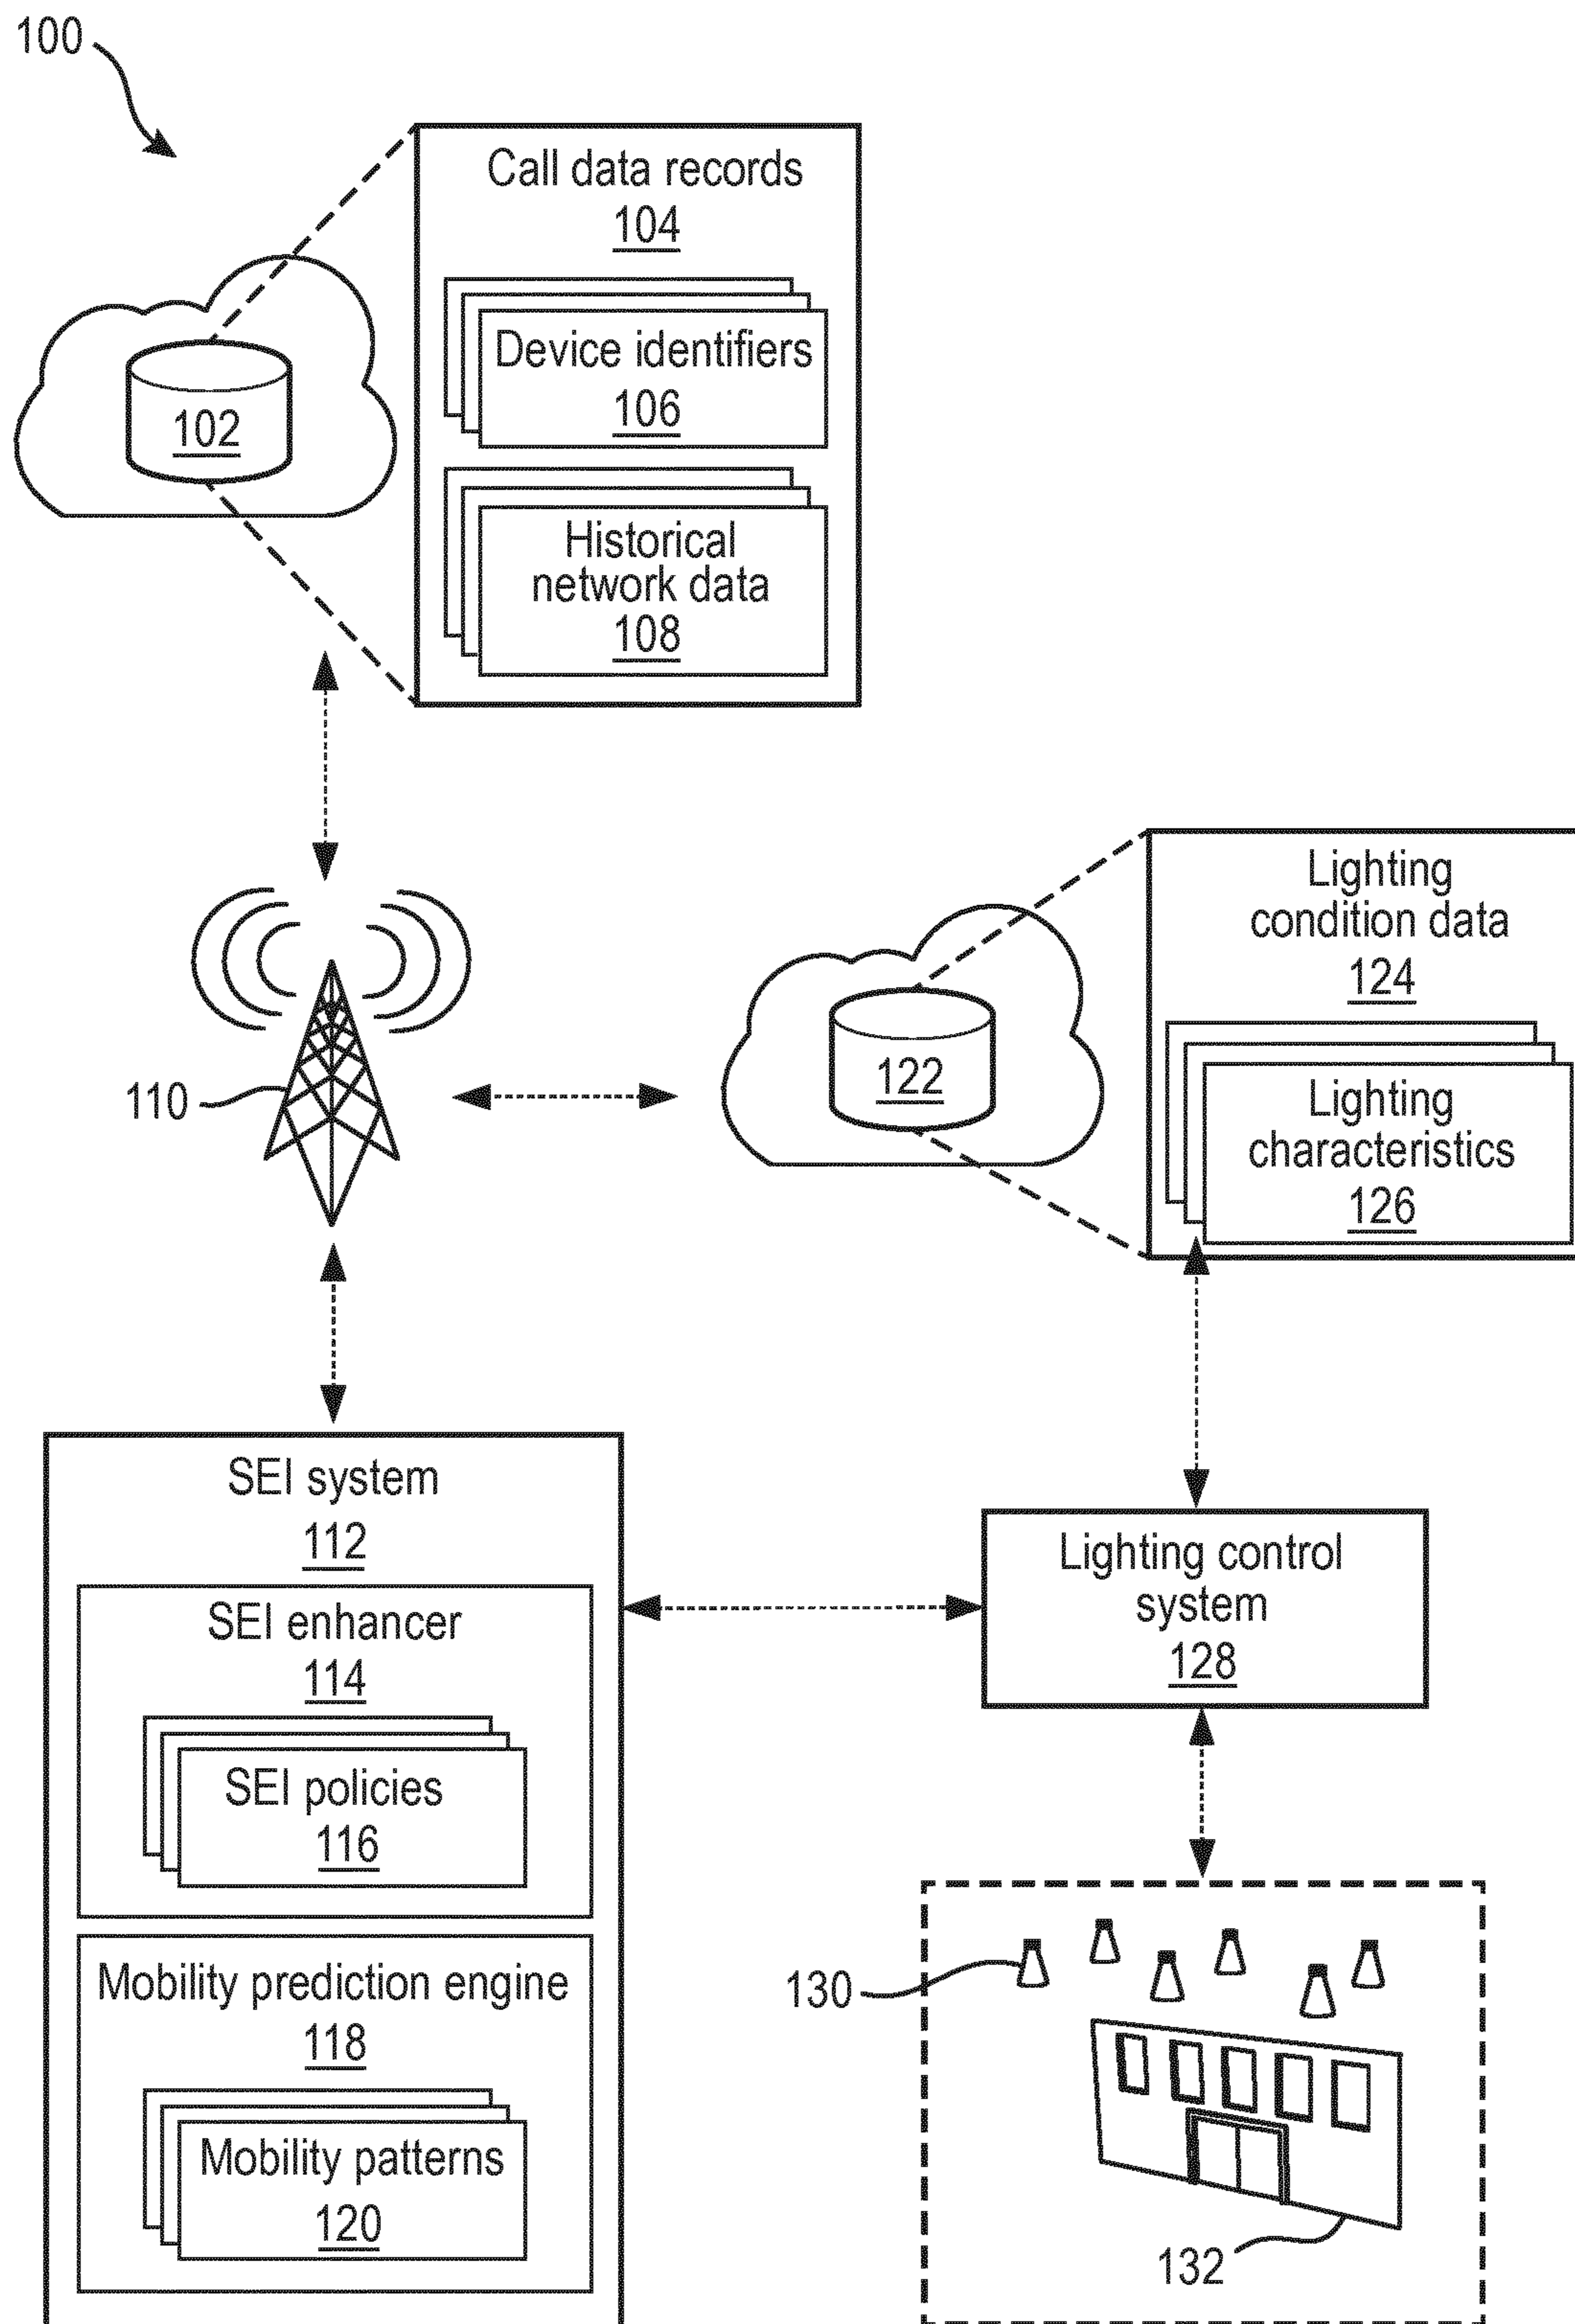 100
Call data records
104
Device identifiers
106
102
Historical
network data
108
Lighting
condition data
124
122
Lighting
characteristics
126
110
SEI system
112
SEI enhancer
114
SEI policies
116
Mobility prediction engine
118
Mobility patterns
120
Lighting control
system
128
130
132